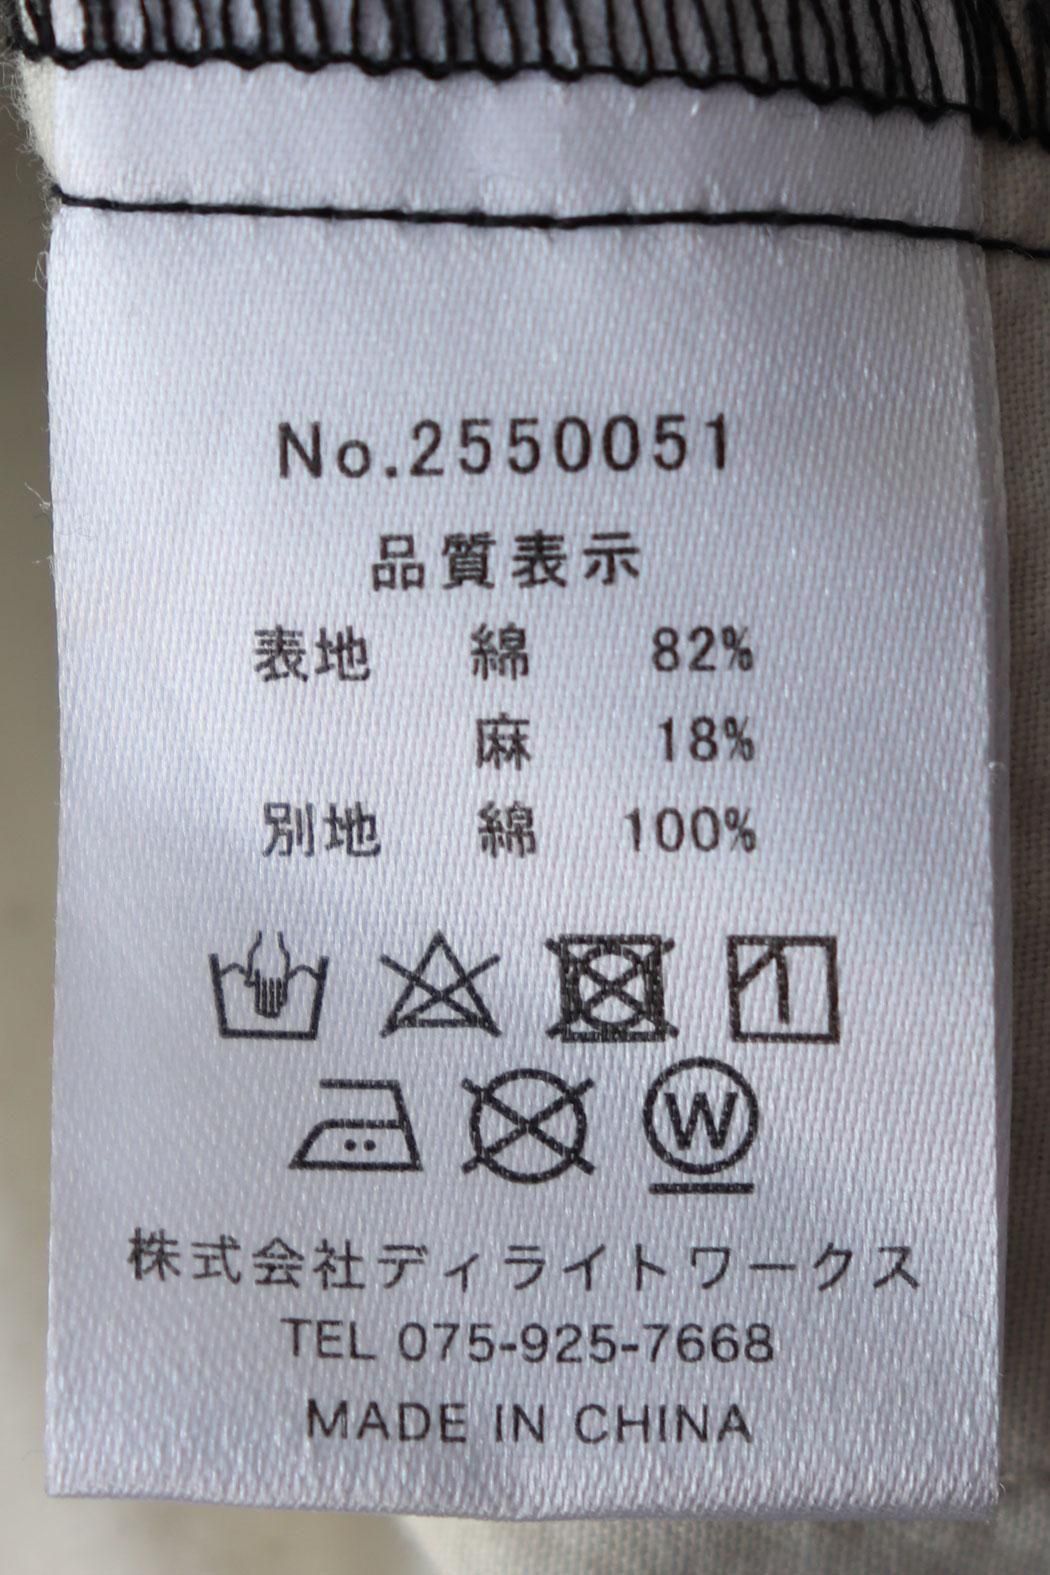 No.2550051
品質表示
表地 綿 82%
麻 18%
別地 綿 100%
W
株式会社ディライトワークス
TEL 075-925-7668
MADE IN CHINA